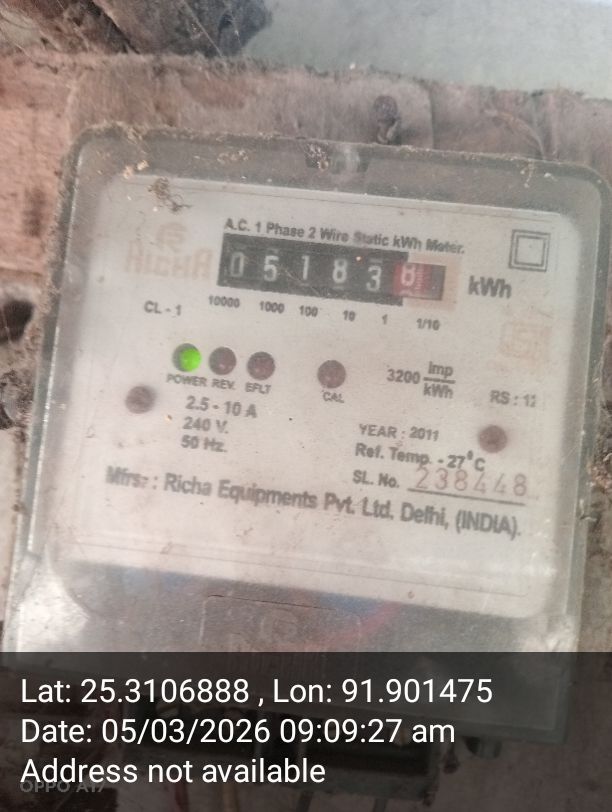 A.C. 1 Phase 2 Wire Static kWh Meter.
RICHA
0 5 1 8 3 8 kWh
CL - 1 10000 1000 100 10 1 1/10
POWER REV. EFLT CAL
3200 imp/kWh
RS : 12
2.5 - 10 A
240 V.
50 Hz.
YEAR : 2011
Ref. Temp. - 27°C
SL. No. 238448
Mfrs. : Richa Equipments Pvt. Ltd. Delhi, (INDIA).
Lat: 25.3106888 , Lon: 91.901475
Date: 05/03/2026 09:09:27 am
Address not available